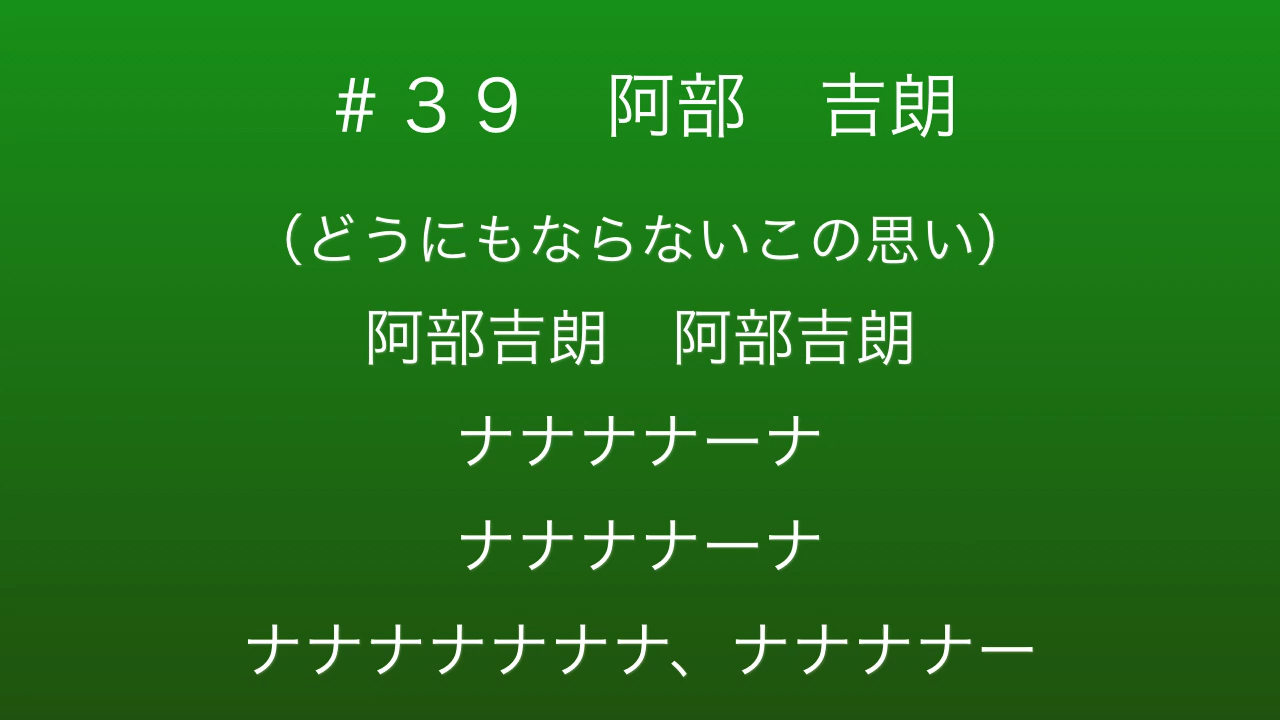 ＃３９　阿部　吉朗
（どうにもならないこの思い）
阿部吉朗　阿部吉朗
ナナナナーナ
ナナナナーナ
ナナナナナナナ、ナナナナー